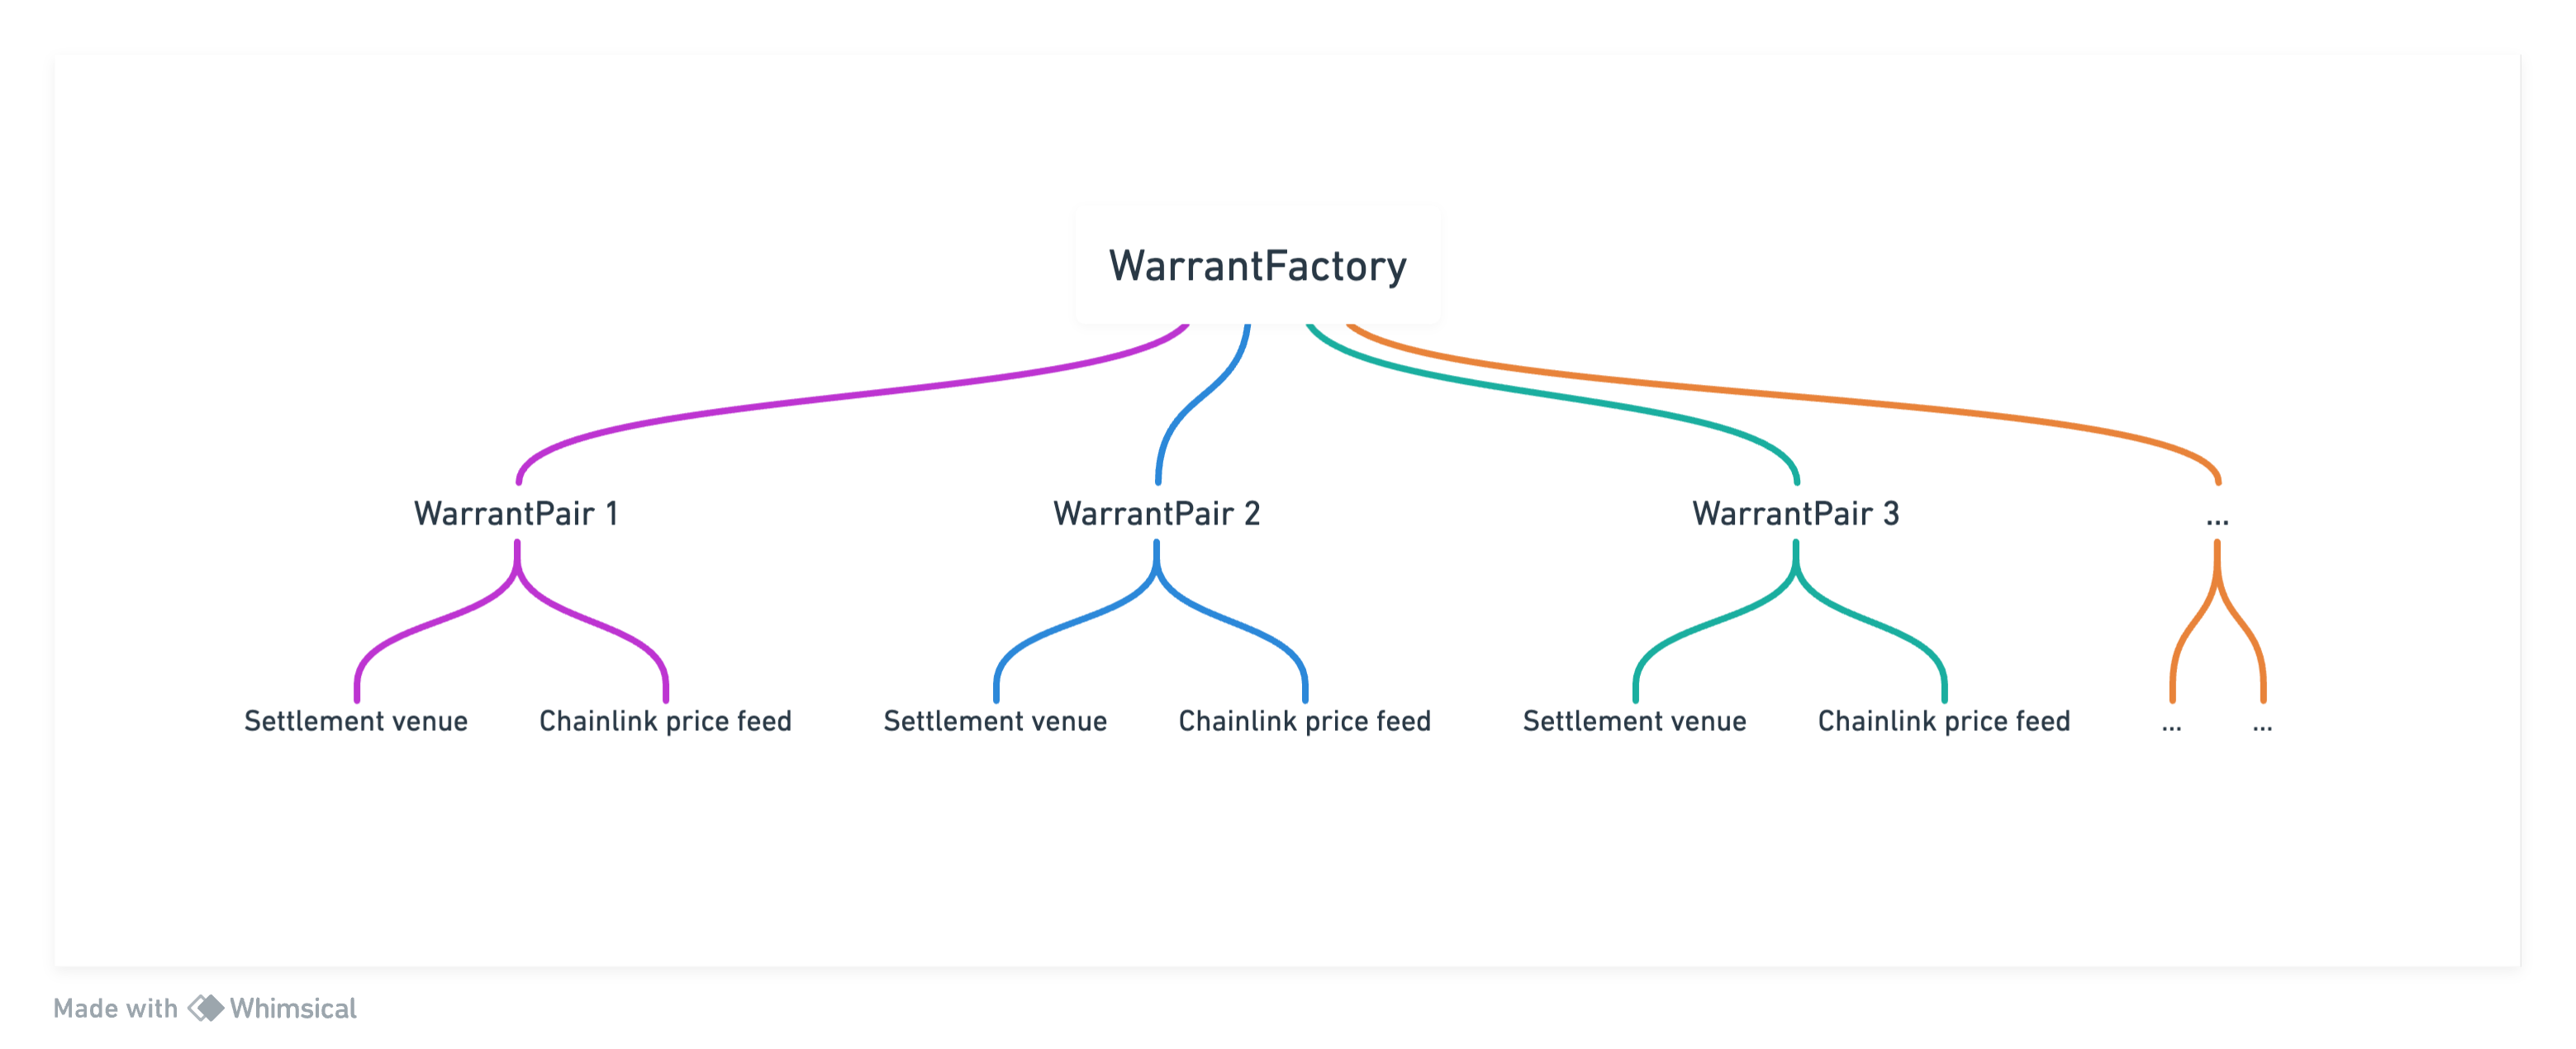 WarrantFactory
WarrantPair 1
WarrantPair 2
WarrantPair 3
...
Settlement venue
Chainlink price feed
Settlement venue
Chainlink price feed
Settlement venue
Chainlink price feed
...
...
Made with Whimsical